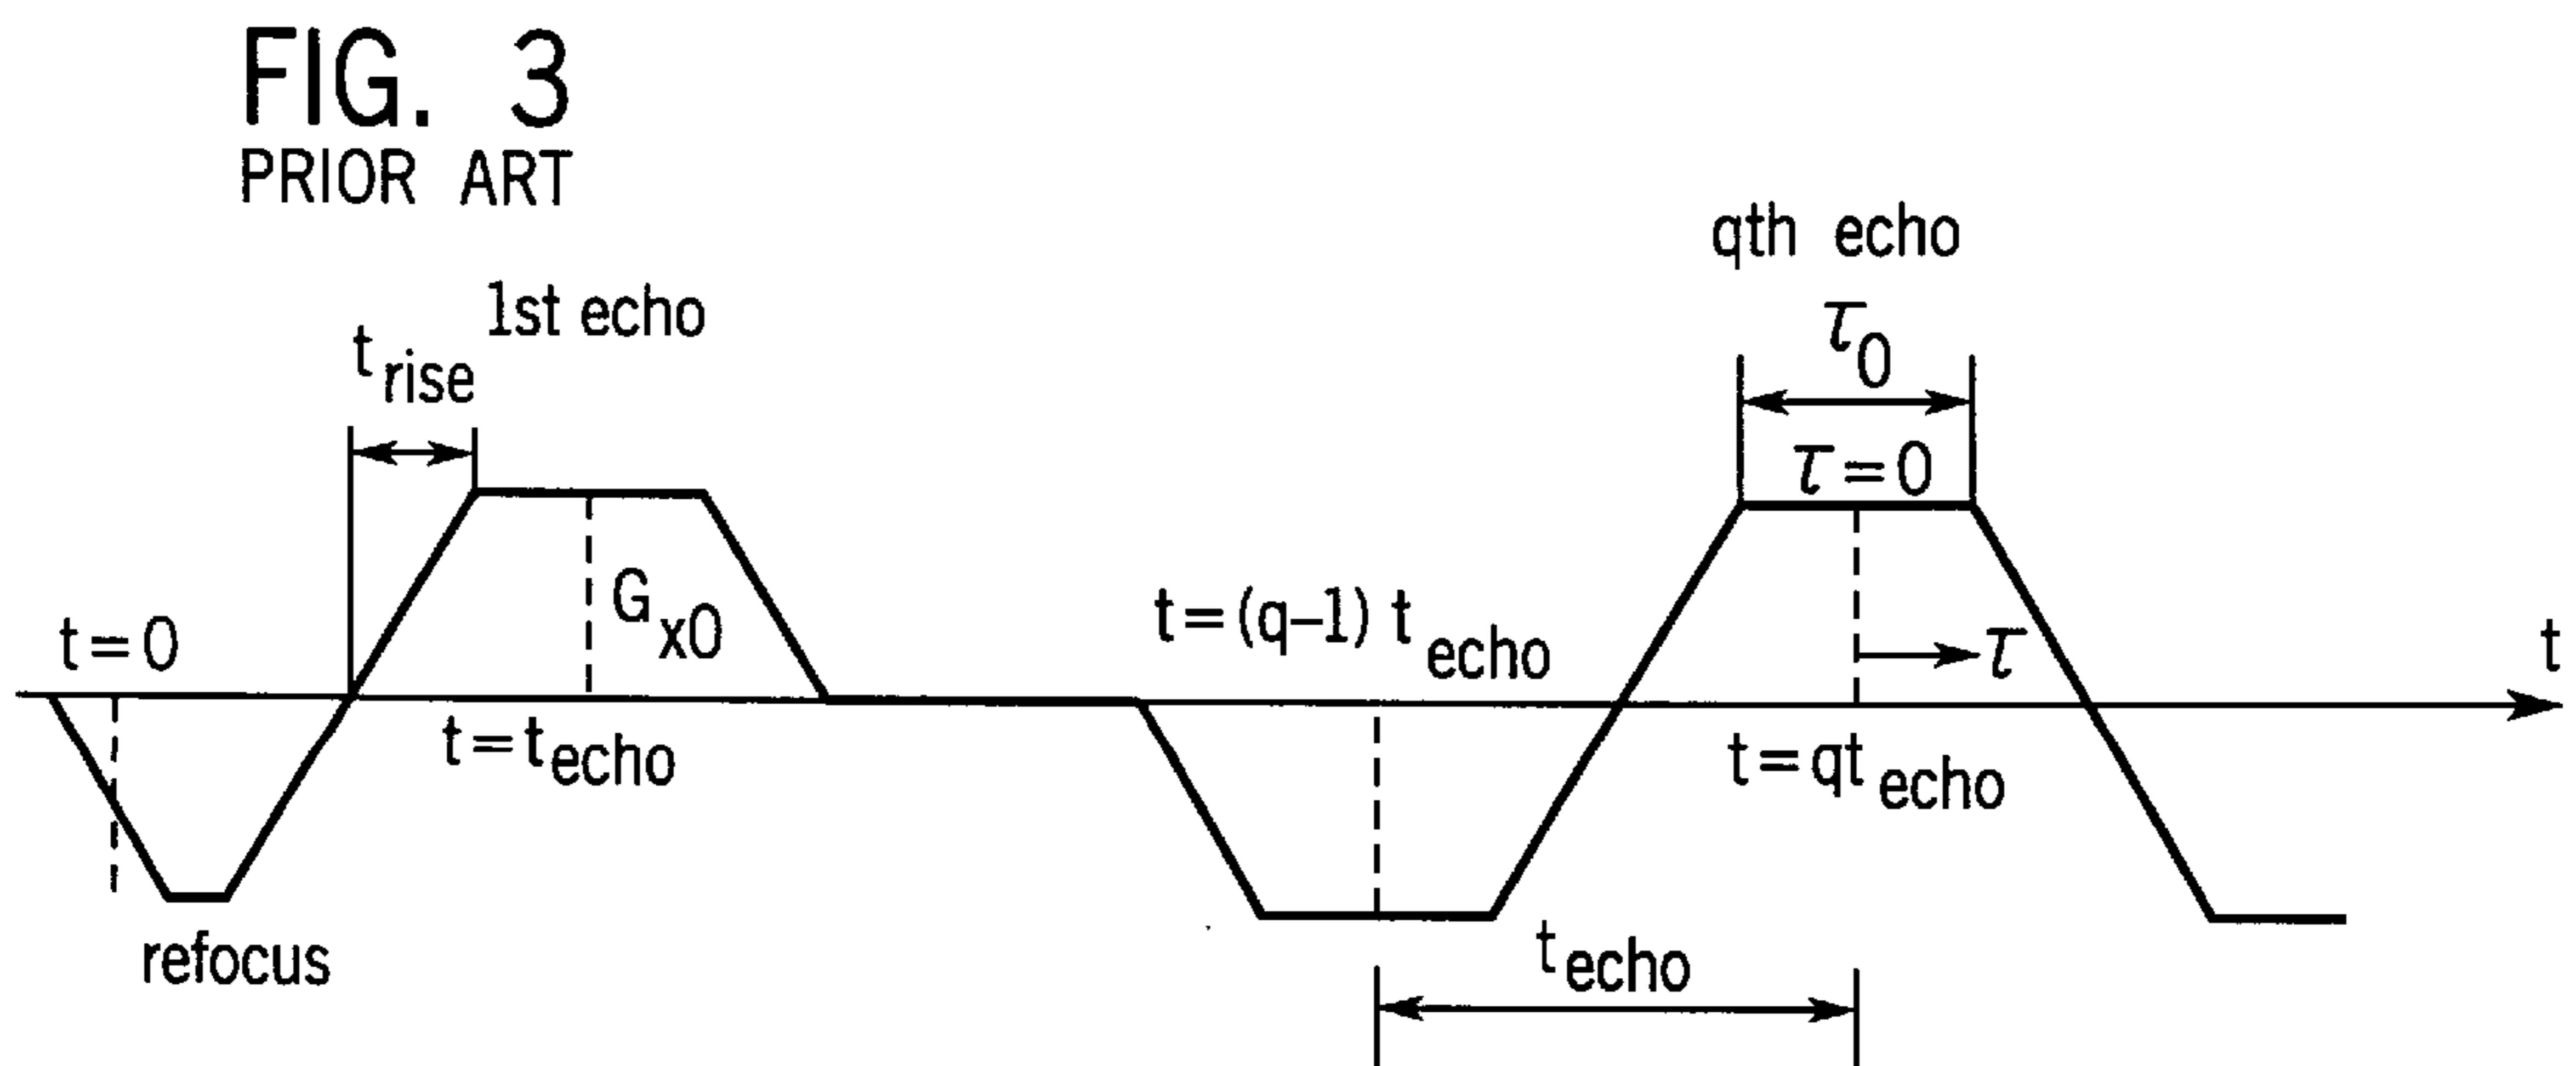 FIG. 3
PRIOR ART
qth echo
τ0
1st echo
trise
τ=0
Gx0
t=0
t=(q–1) techo
τ
t
t=techo
t=qtecho
refocus
techo